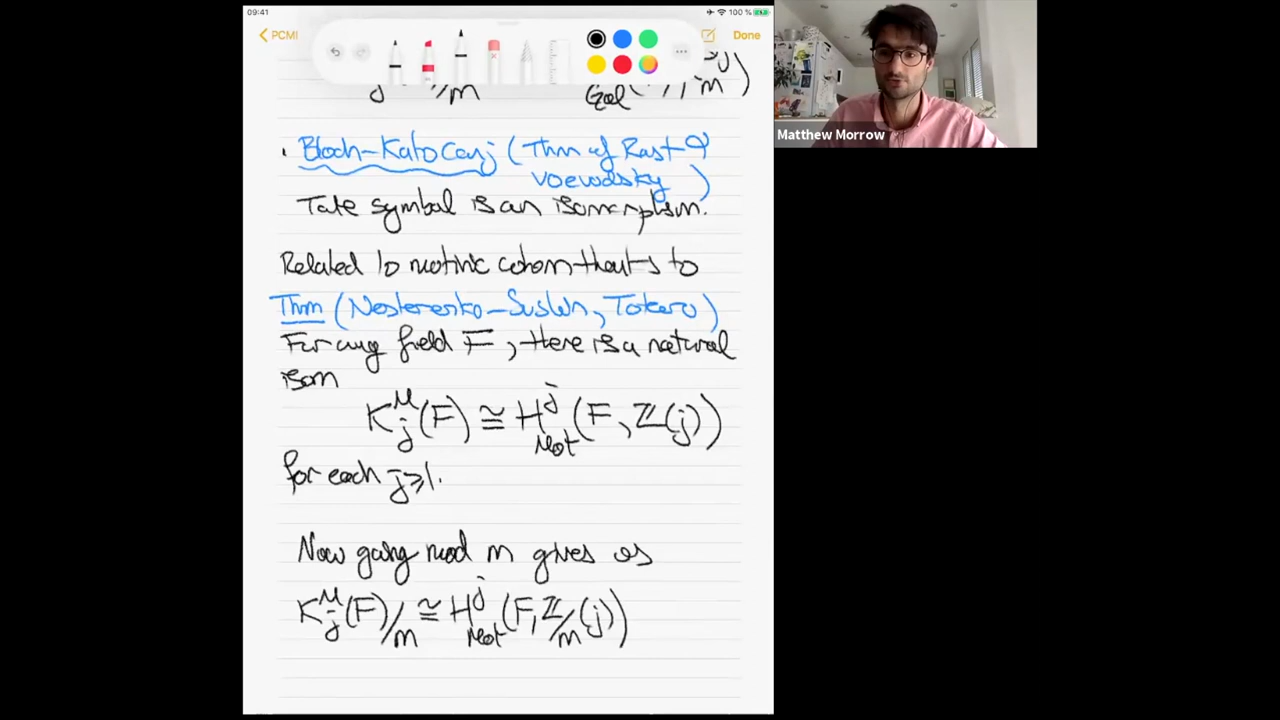 09:41
100 %
PCMI
Done
j /m Gal ( , , m )
Matthew Morrow
Bloch-Kato Conj (Thm of Rost &
Voevodsky)
Tate symbol is an isomorphism.
Related to motivic cohom thanks to
Thm (Nesterenko-Suslin, Totaro)
For any field F, there is a natural
isom
K^M_j(F) ≅ H^j_Mot(F, ℤ(j))
for each j⩾1.
Now going mod m gives us
K^M_j(F)/m ≅ H^j_Mot(F, ℤ/m(j))